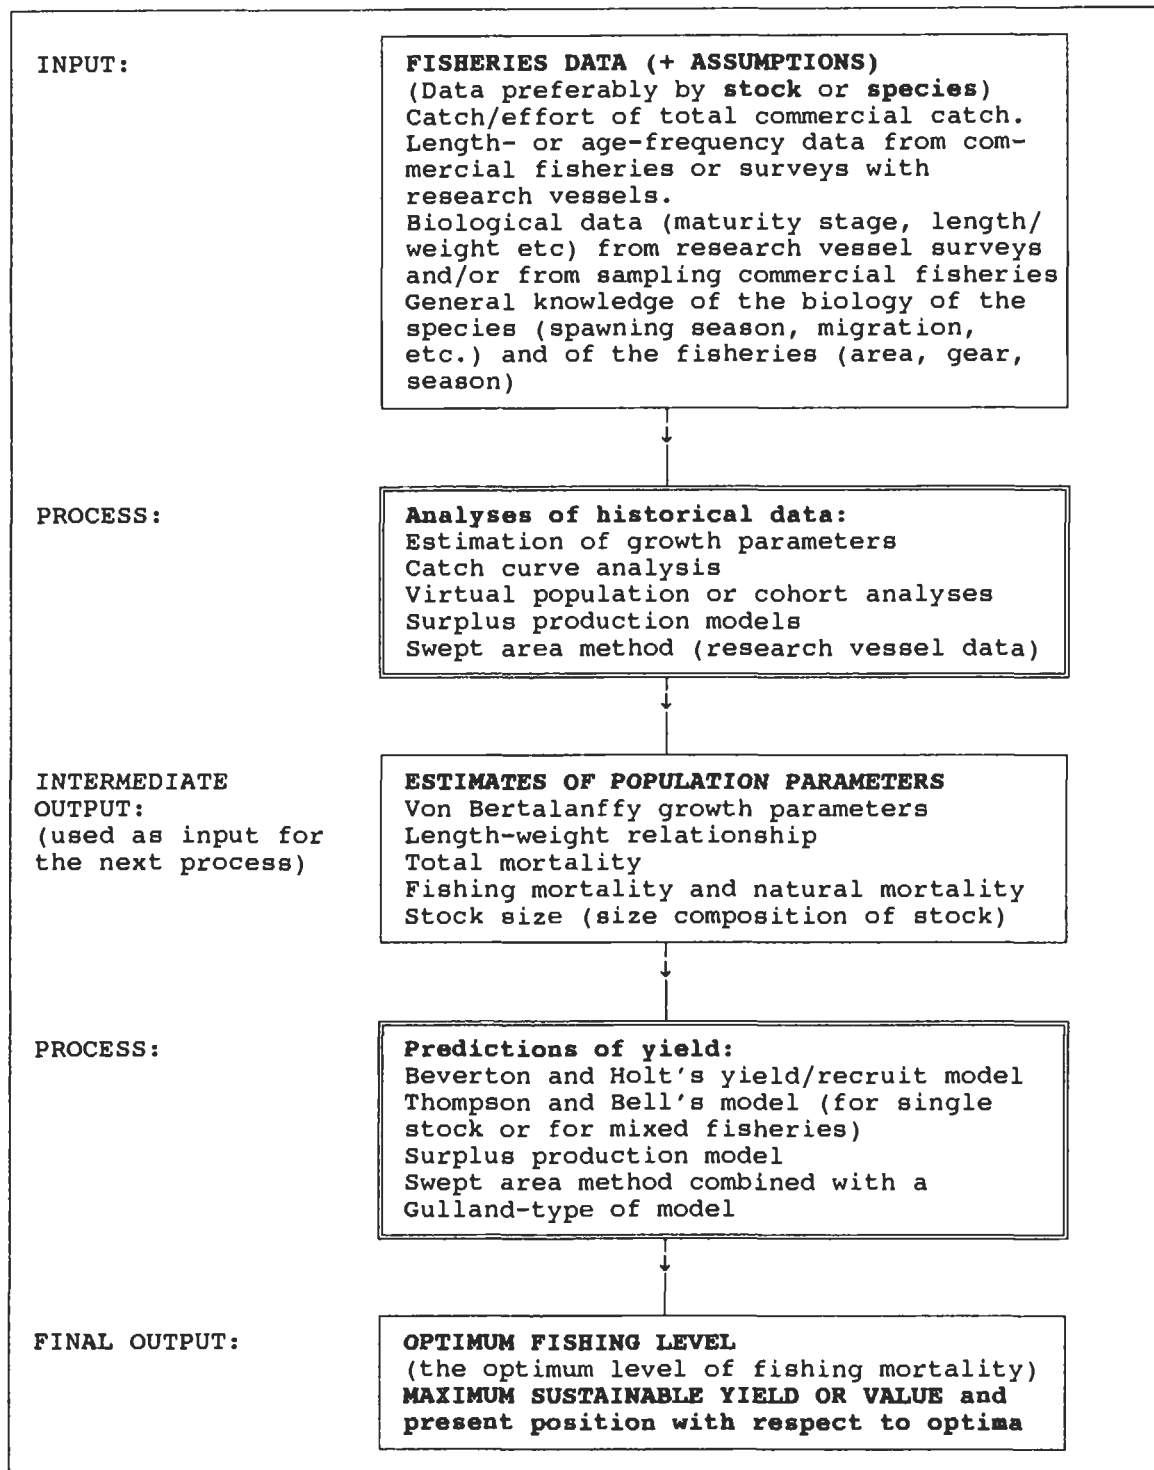 INPUT:
FISHERIES DATA (+ ASSUMPTIONS)
(Data preferably by stock or species)
Catch/effort of total commercial catch.
Length- or age-frequency data from com-
mercial fisheries or surveys with
research vessels.
Biological data (maturity stage, length/
weight etc) from research vessel surveys
and/or from sampling commercial fisheries
General knowledge of the biology of the
species (spawning season, migration,
etc.) and of the fisheries (area, gear,
season)
PROCESS:
Analyses of historical data:
Estimation of growth parameters
Catch curve analysis
Virtual population or cohort analyses
Surplus production models
Swept area method (research vessel data)
INTERMEDIATE
OUTPUT:
(used as input for
the next process)
ESTIMATES OF POPULATION PARAMETERS
Von Bertalanffy growth parameters
Length-weight relationship
Total mortality
Fishing mortality and natural mortality
Stock size (size composition of stock)
PROCESS:
Predictions of yield:
Beverton and Holt's yield/recruit model
Thompson and Bell's model (for single
stock or for mixed fisheries)
Surplus production model
Swept area method combined with a
Gulland-type of model
FINAL OUTPUT:
OPTIMUM FISHING LEVEL
(the optimum level of fishing mortality)
MAXIMUM SUSTAINABLE YIELD OR VALUE and
present position with respect to optima